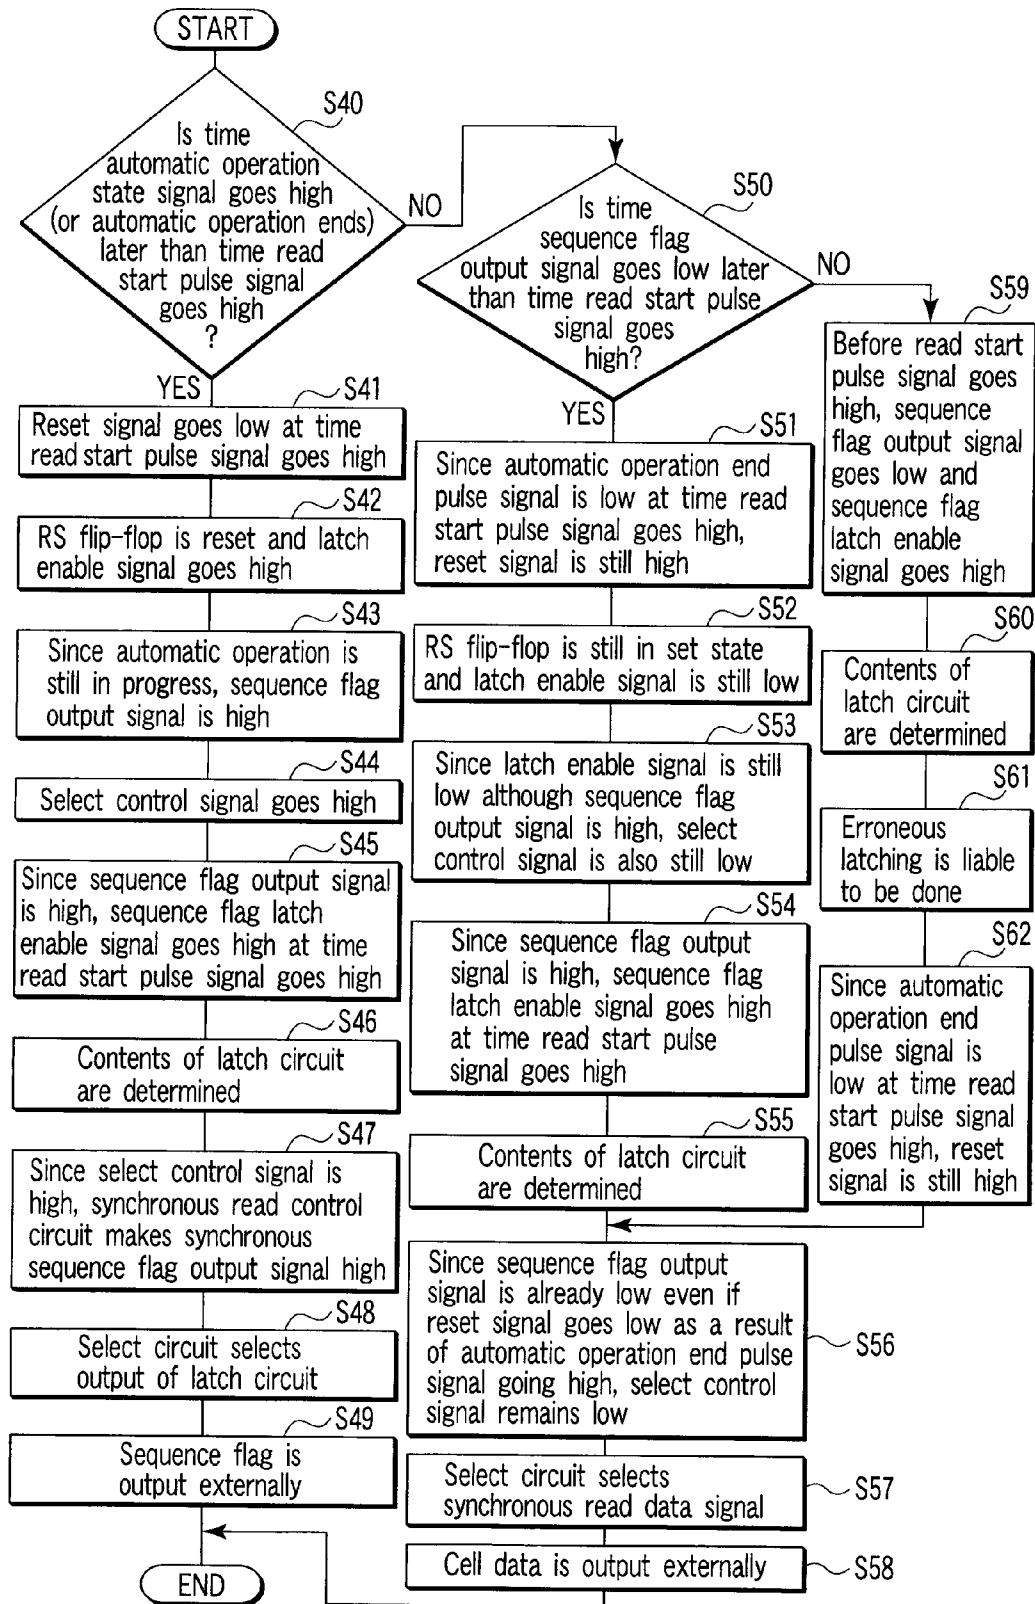 START
S40
Is time
automatic operation
state signal goes high
(or automatic operation ends)
later than time read
start pulse signal
goes high
?
NO
YES
S41
Reset signal goes low at time
read start pulse signal goes high
S42
RS flip-flop is reset and latch
enable signal goes high
S43
Since automatic operation is
still in progress, sequence flag
output signal is high
S44
Select control signal goes high
S45
Since sequence flag output signal
is high, sequence flag latch
enable signal goes high at time
read start pulse signal goes high
S46
Contents of latch circuit
are determined
S47
Since select control signal is
high, synchronous read control
circuit makes synchronous
sequence flag output signal high
S48
Select circuit selects
output of latch circuit
S49
Sequence flag is
output externally
END
S50
Is time
sequence flag
output signal goes low later
than time read start pulse
signal goes
high?
NO
YES
S51
Since automatic operation end
pulse signal is low at time read
start pulse signal goes high,
reset signal is still high
S52
RS flip-flop is still in set state
and latch enable signal is still low
S53
Since latch enable signal is still
low although sequence flag
output signal is high, select
control signal is also still low
S54
Since sequence flag output
signal is high, sequence flag
latch enable signal goes high
at time read start pulse
signal goes high
S55
Contents of latch circuit
are determined
Since sequence flag output
signal is already low even if
reset signal goes low as a result
of automatic operation end pulse
signal going high, select control
signal remains low
S56
Select circuit selects
synchronous read data signal
S57
Cell data is output externally
S58
S59
Before read start
pulse signal goes
high, sequence
flag output signal
goes low and
sequence flag
latch enable
signal goes high
S60
Contents of
latch circuit
are determined
S61
Erroneous
latching is liable
to be done
S62
Since automatic
operation end
pulse signal is
low at time read
start pulse signal
goes high, reset
signal is still high